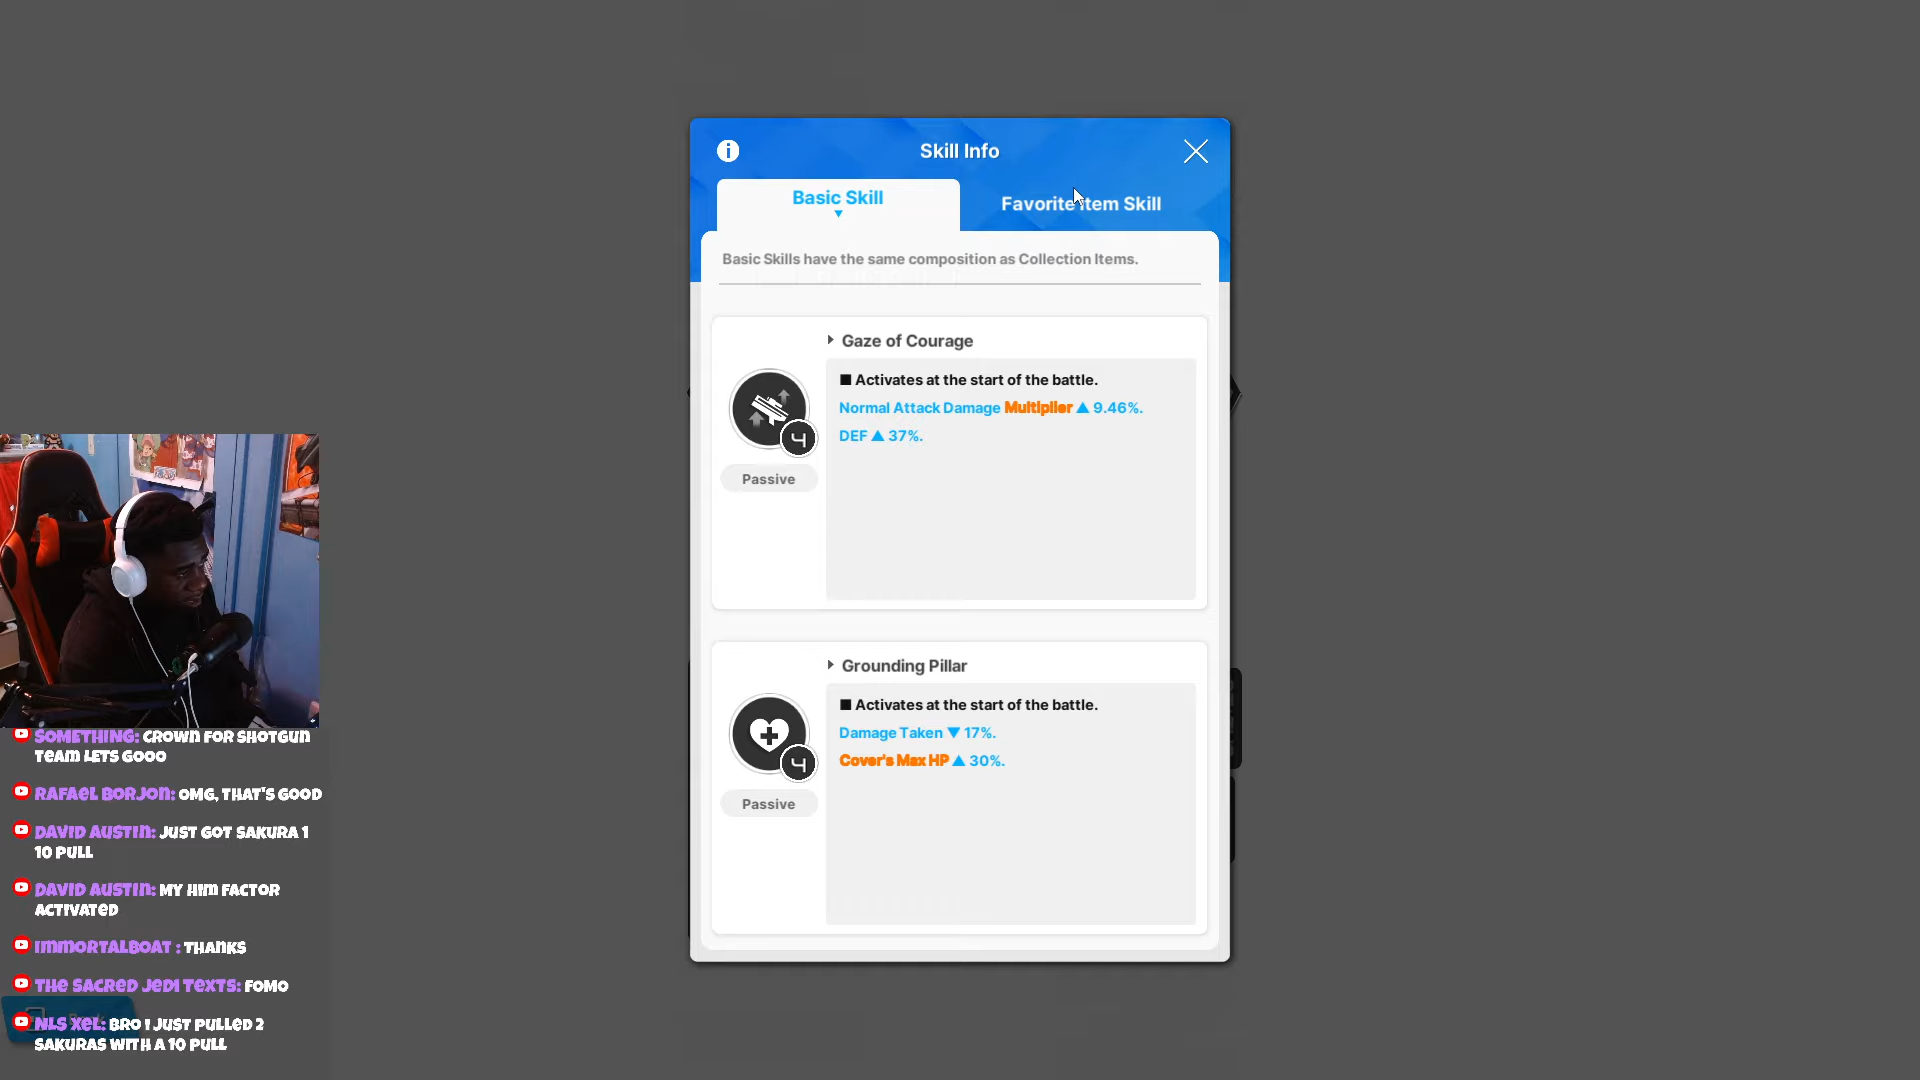 Skill Info
Basic Skill
Favorite Item Skill
Basic Skills have the same composition as Collection Items.
Gaze of Courage
■ Activates at the start of the battle.
Normal Attack Damage Multiplier ▲ 9.46%.
DEF ▲ 37%.
4
Passive
Grounding Pillar
■ Activates at the start of the battle.
Damage Taken ▼ 17%.
Cover's Max HP ▲ 30%.
4
Passive
SOMETHING: CROWN FOR SHOTGUN
TEAM LETS GOOO
RAFAEL BORJON: OMG, THAT'S GOOD
DAVID AUSTIN: JUST GOT SAKURA 1
10 PULL
DAVID AUSTIN: MY HIM FACTOR
ACTIVATED
IMMORTALBOAT : THANKS
THE SACRED JEDI TEXTS: FOMO
NLS XEL: BRO I JUST PULLED 2
SAKURAS WITH A 10 PULL